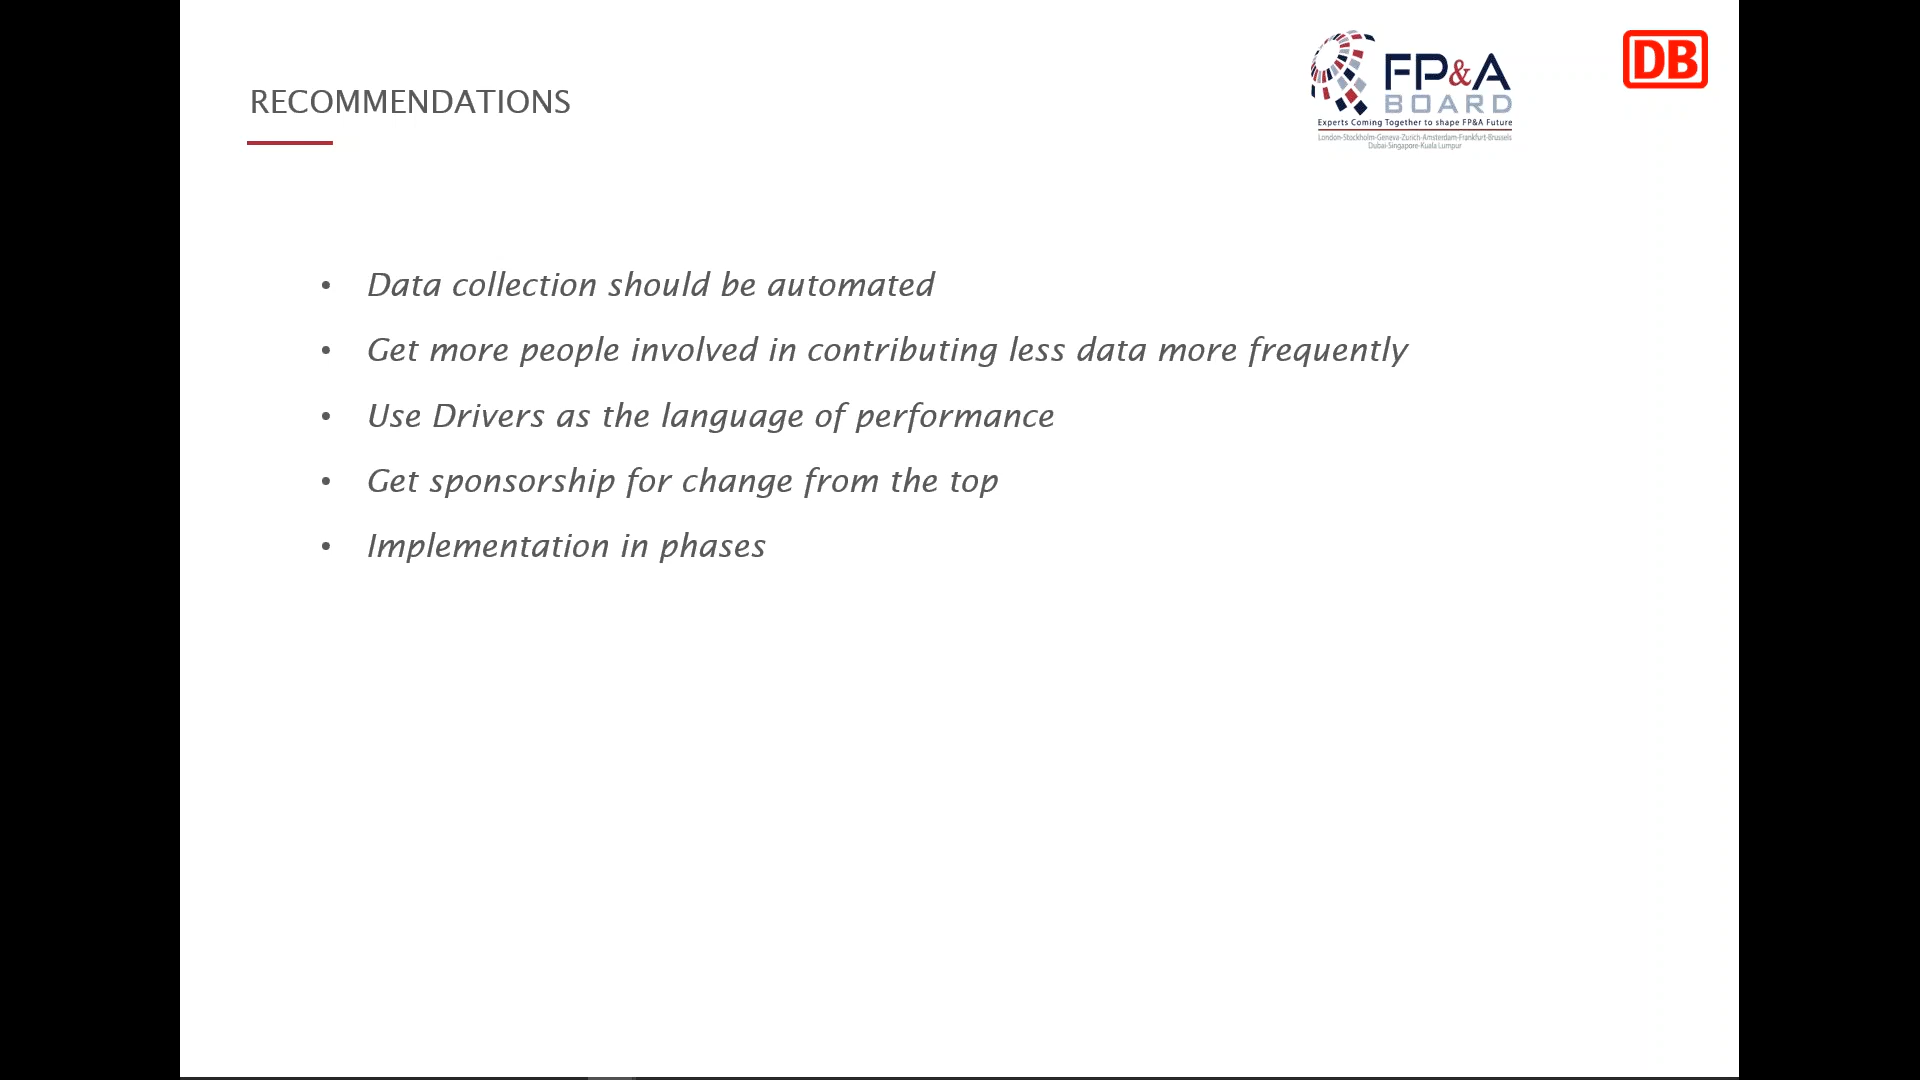 RECOMMENDATIONS
FP&A
BOARD
Experts Coming Together to shape FP&A Future
London-Stockholm-Geneva-Zurich-Amsterdam-Frankfurt-Brussels
Dubai-Singapore-Kuala Lumpur
DB
• Data collection should be automated
• Get more people involved in contributing less data more frequently
• Use Drivers as the language of performance
• Get sponsorship for change from the top
• Implementation in phases